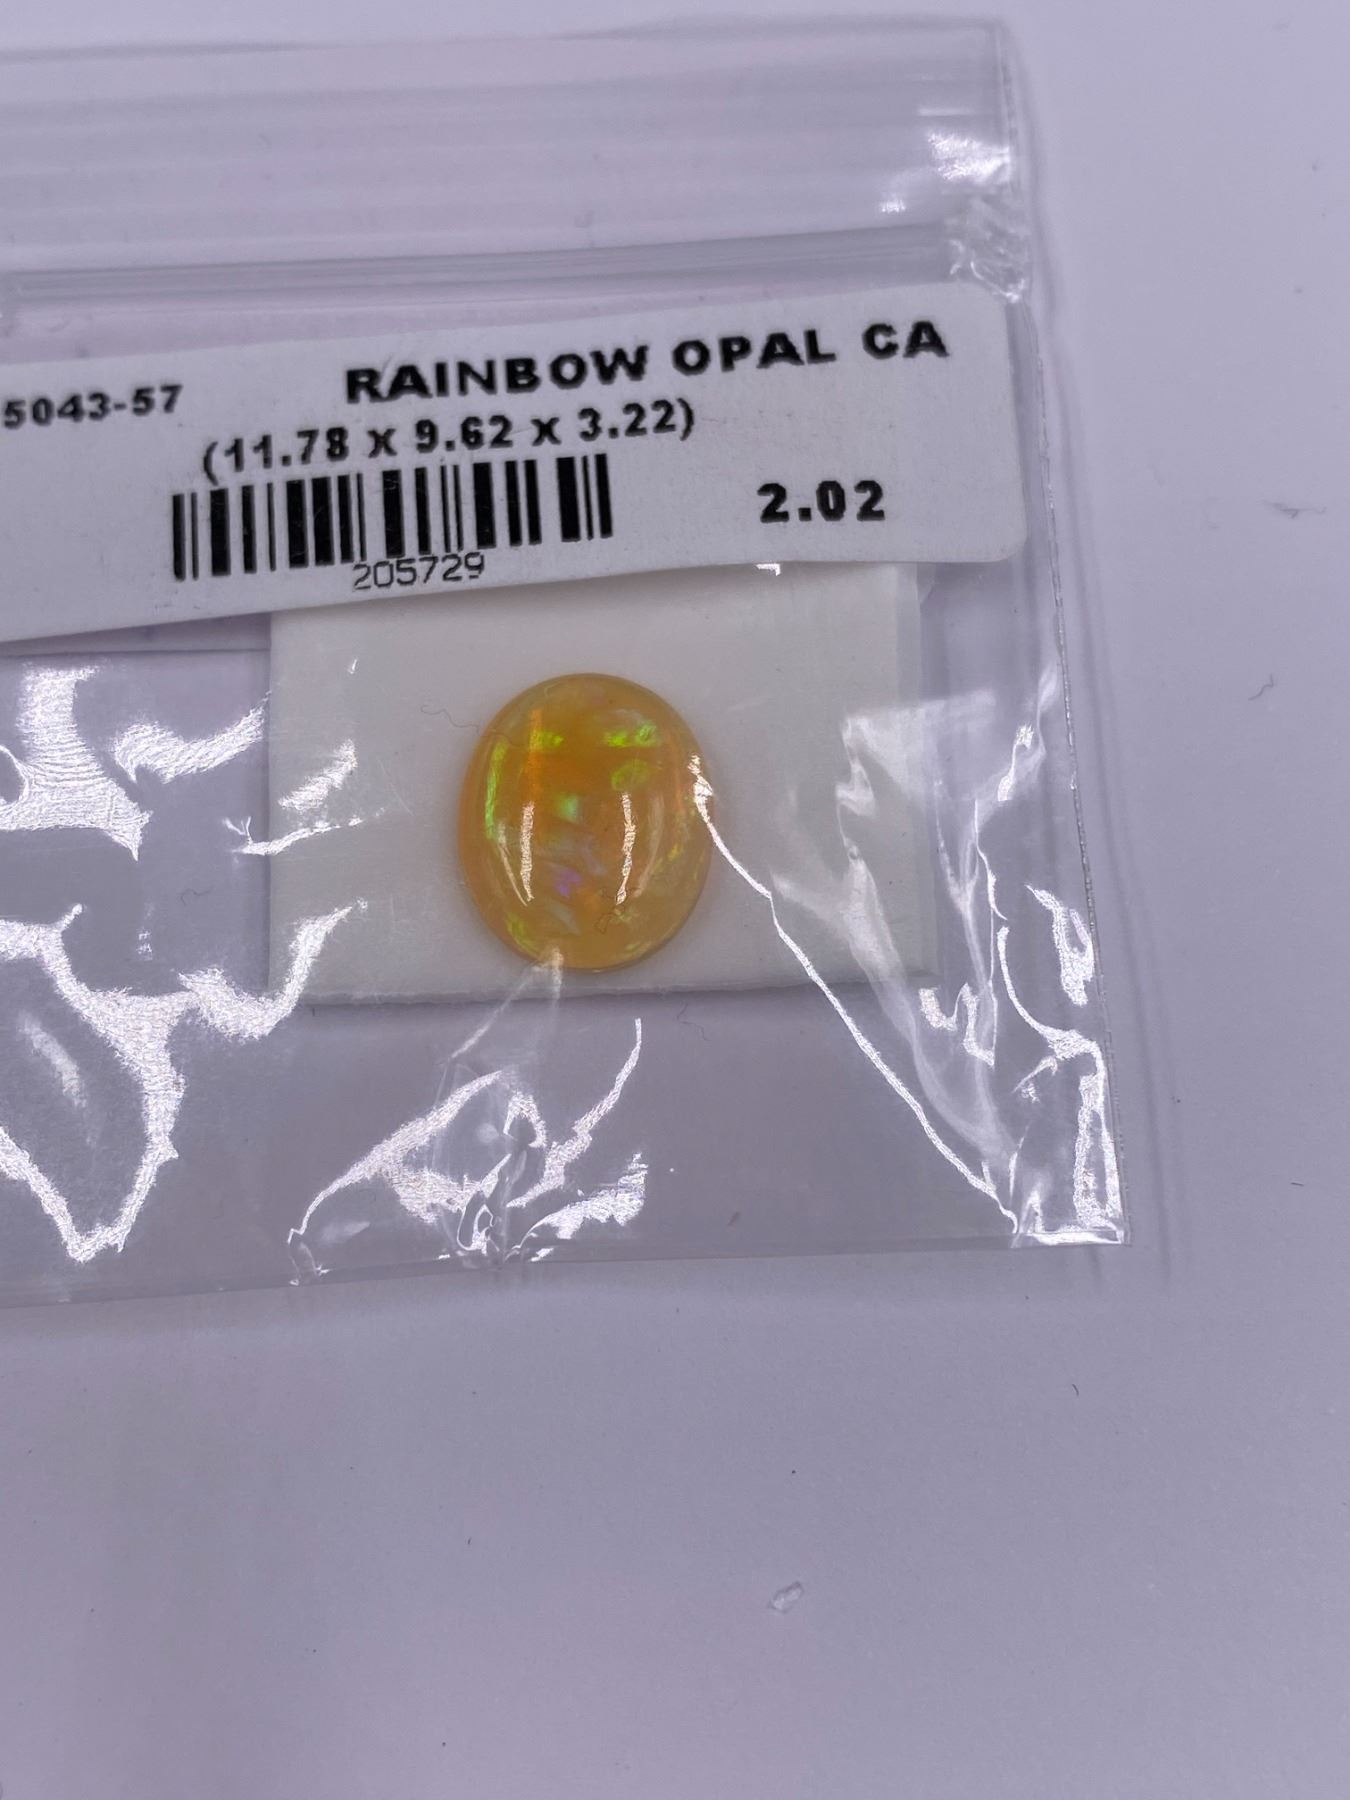 5043-57 RAINBOW OPAL CA
(11.78 x 9.62 x 3.22)
2.02
205729